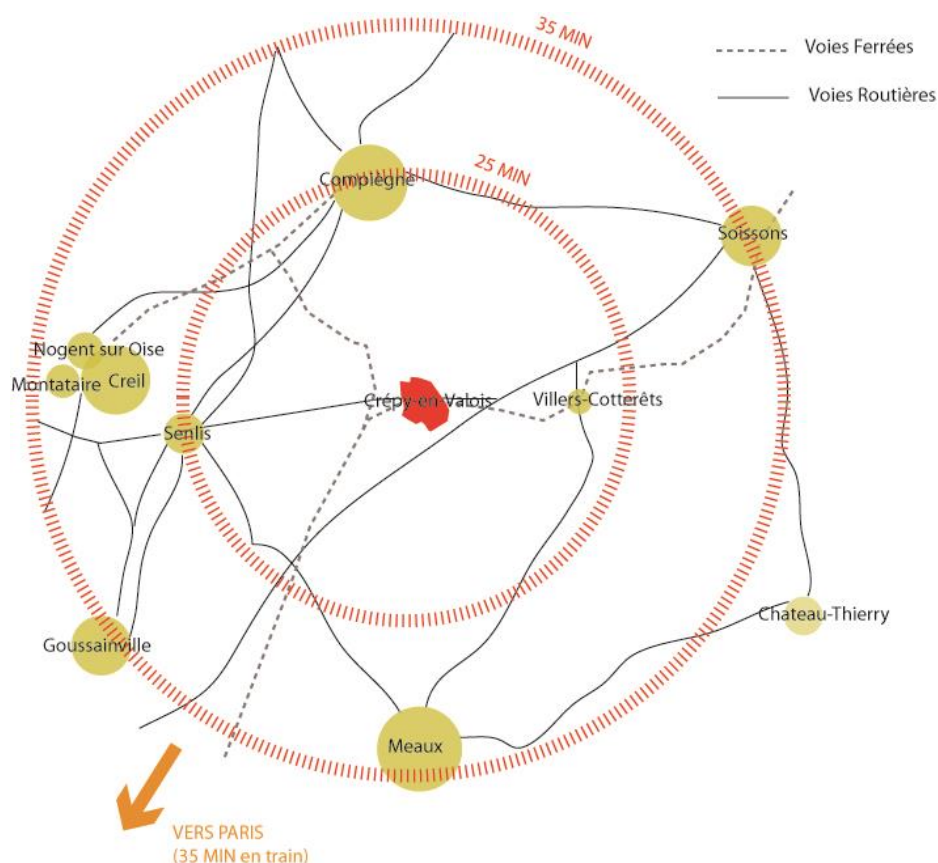 35 MIN
Voies Ferrées
Voies Routières
25 MIN
Compiègne
Soissons
Nogent sur Oise
Montataire
Creil
Crépy-en-Valois
Villers-Cotterêts
Senlis
Chateau-Thierry
Goussainville
Meaux
VERS PARIS
(35 MIN en train)